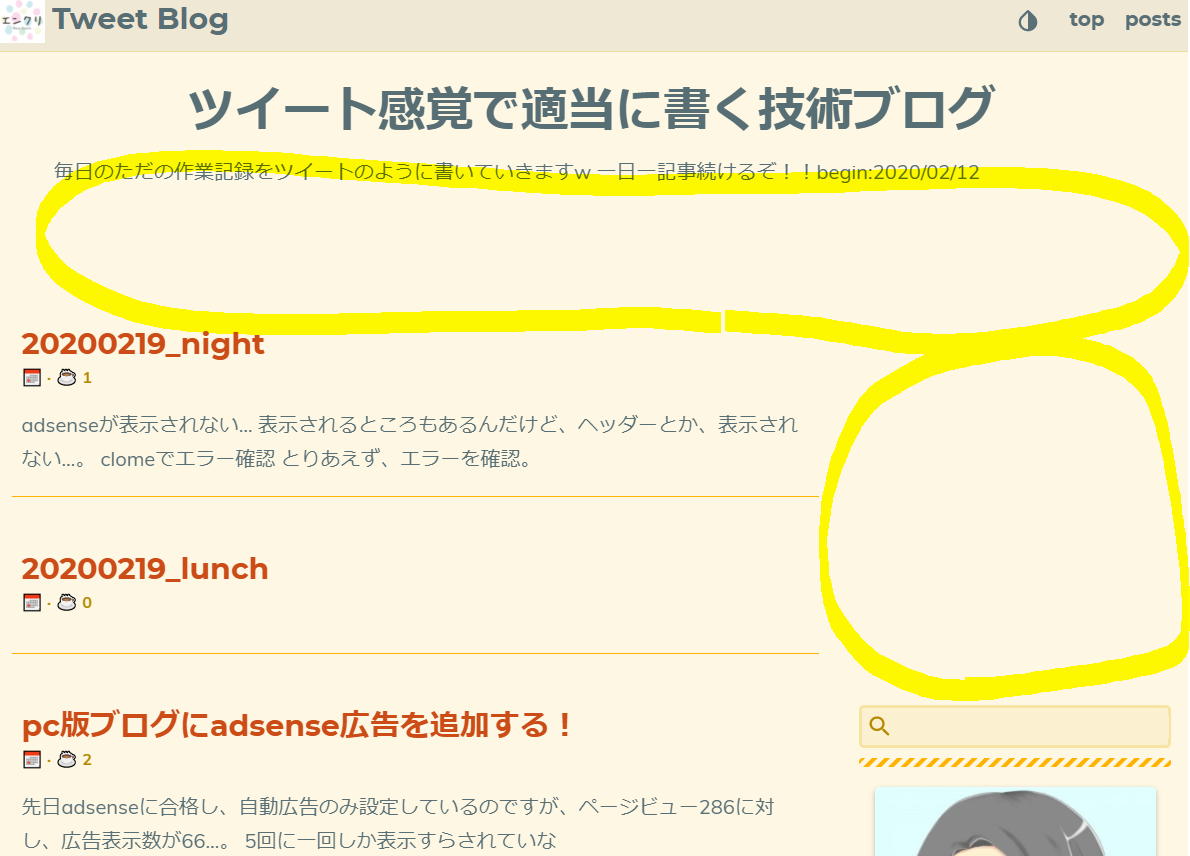 エンクリ
Tweet Blog
top posts
ツイート感覚で適当に書く技術ブログ
毎日のただの作業記録をツイートのように書いていきますw 一日一記事続けるぞ！！begin:2020/02/12
20200219_night
· 1
adsenseが表示されない... 表示されるところもあるんだけど、ヘッダーとか、表示され
ない...。 clomeでエラー確認 とりあえず、エラーを確認。
20200219_lunch
· 0
pc版ブログにadsense広告を追加する！
· 2
先日adsenseに合格し、自動広告のみ設定しているのですが、ページビュー286に対
し、広告表示数が66...。 5回に一回しか表示すらされていな